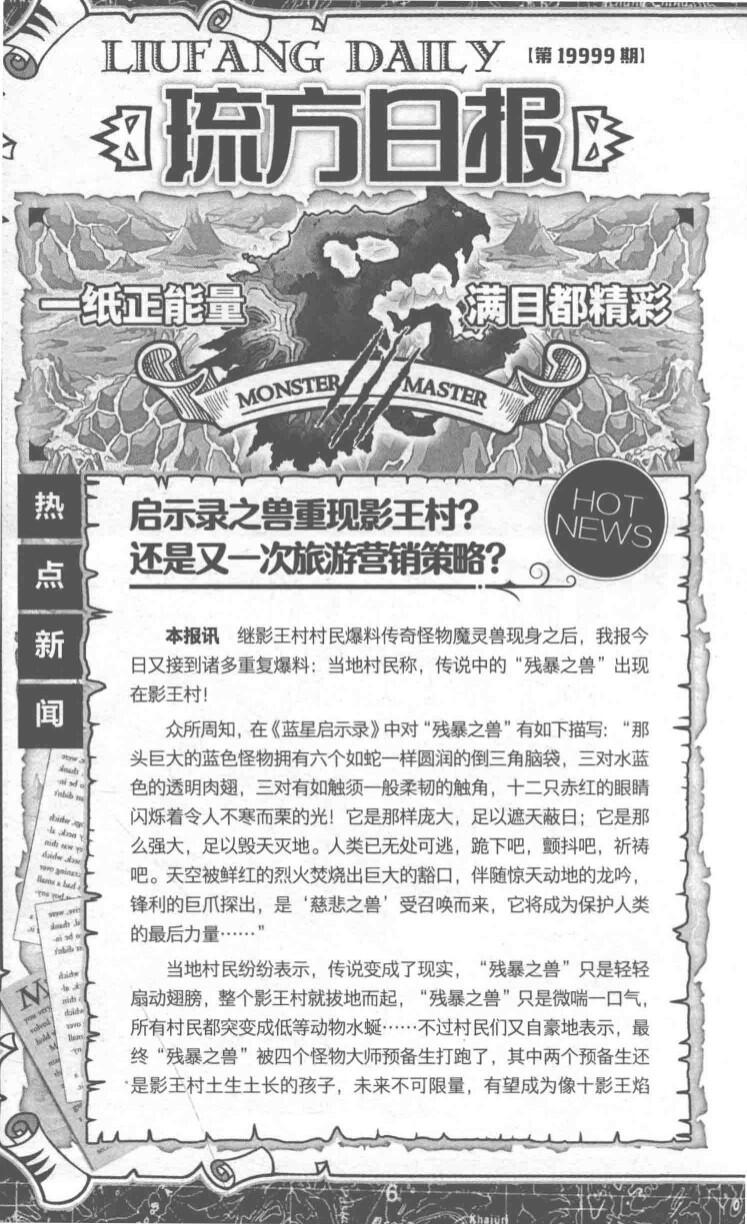 LIUFANG DAILY 【第 19999 期】
琉方日报
一纸正能量
满目都精彩
MONSTER MASTER
热点新闻
HOT
NEWS
启示录之兽重现影王村？
还是又一次旅游营销策略？
本报讯 继影王村村民爆料传奇怪物魔灵兽现身之后，我报今
日又接到诸多重复爆料：当地村民称，传说中的“残暴之兽”出现
在影王村！
众所周知，在《蓝星启示录》中对“残暴之兽”有如下描写：“那
头巨大的蓝色怪物拥有六个如蛇一样圆润的倒三角脑袋，三对水蓝
色的透明肉翅，三对有如触须一般柔韧的触角，十二只赤红的眼睛
闪烁着令人不寒而栗的光！它是那样庞大，足以遮天蔽日；它是那
么强大，足以毁天灭地。人类已无处可逃，跪下吧，颤抖吧，祈祷
吧。天空被鲜红的烈火焚烧出巨大的豁口，伴随惊天动地的龙吟，
锋利的巨爪探出，是‘慈悲之兽’受召唤而来，它将成为保护人类
的最后力量……”
当地村民纷纷表示，传说变成了现实，“残暴之兽”只是轻轻
扇动翅膀，整个影王村就拔地而起，“残暴之兽”只是微喘一口气，
所有村民都突变成低等动物水蜒……不过村民们又自豪地表示，最
终“残暴之兽”被四个怪物大师预备生打跑了，其中两个预备生还
是影王村土生土长的孩子，未来不可限量，有望成为像十影王焰
6
Khajuri